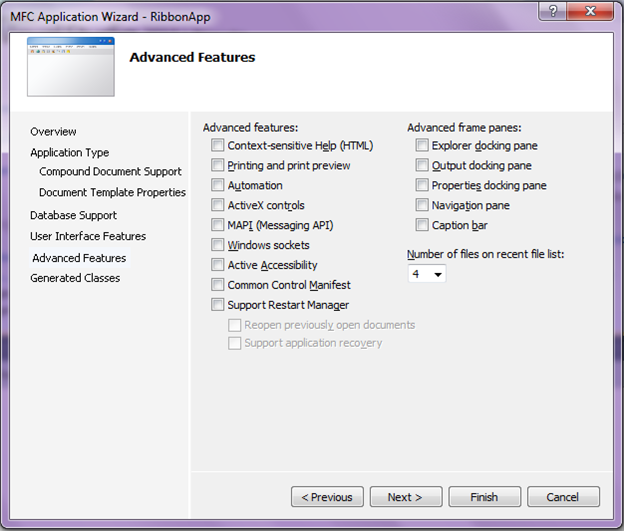 MFC Application Wizard - RibbonApp
?
Advanced Features
Overview
Application Type
Compound Document Support
Document Template Properties
Database Support
User Interface Features
Advanced Features
Generated Classes
Advanced features:
Context-sensitive Help (HTML)
Printing and print preview
Automation
ActiveX controls
MAPI (Messaging API)
Windows sockets
Active Accessibility
Common Control Manifest
Support Restart Manager
Reopen previously open documents
Support application recovery
Advanced frame panes:
Explorer docking pane
Output docking pane
Properties docking pane
Navigation pane
Caption bar
Number of files on recent file list:
4
< Previous
Next >
Finish
Cancel